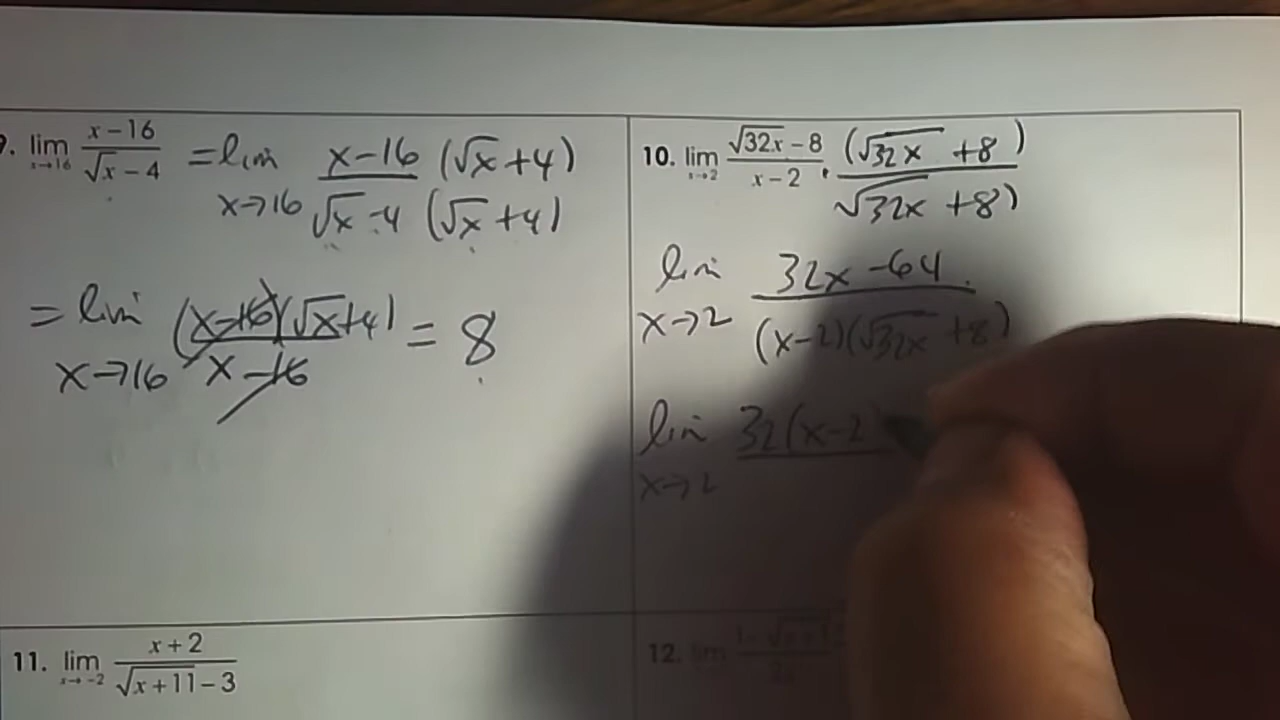 9. lim x→16 x−16 / √x − 4 = lim x→16 x−16 (√x + 4) / √x −4 (√x + 4)
= lim x→16 (x−16)(√x+4) / x−16 = 8
10. lim x→2 √32x − 8 / x − 2 · (√32x + 8) / √32x + 8)
lim x→2 32x −64 / (x−2)(√32x + 8)
lim x→2 32(x−2)
11. lim x→−2 x + 2 / √x + 11 − 3
12. lim